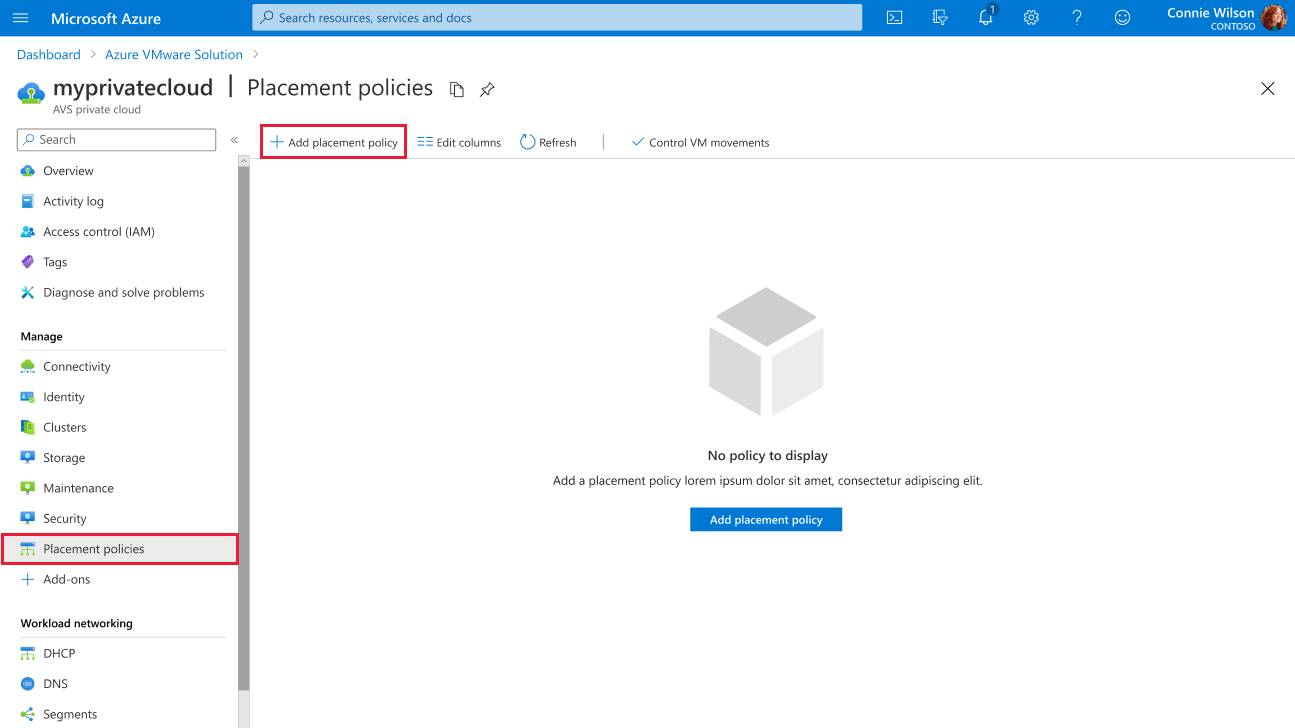 Microsoft Azure
Search resources, services and docs
1
Connie Wilson
CONTOSO
Dashboard > Azure VMware Solution >
myprivatecloud | Placement policies
AVS private cloud
Search
«
Add placement policy
Edit columns
Refresh
Control VM movements
Overview
Activity log
Access control (IAM)
Tags
Diagnose and solve problems
Manage
Connectivity
Identity
Clusters
Storage
Maintenance
Security
Placement policies
Add-ons
Workload networking
DHCP
DNS
Segments
No policy to display
Add a placement policy lorem ipsum dolor sit amet, consectetur adipiscing elit.
Add placement policy